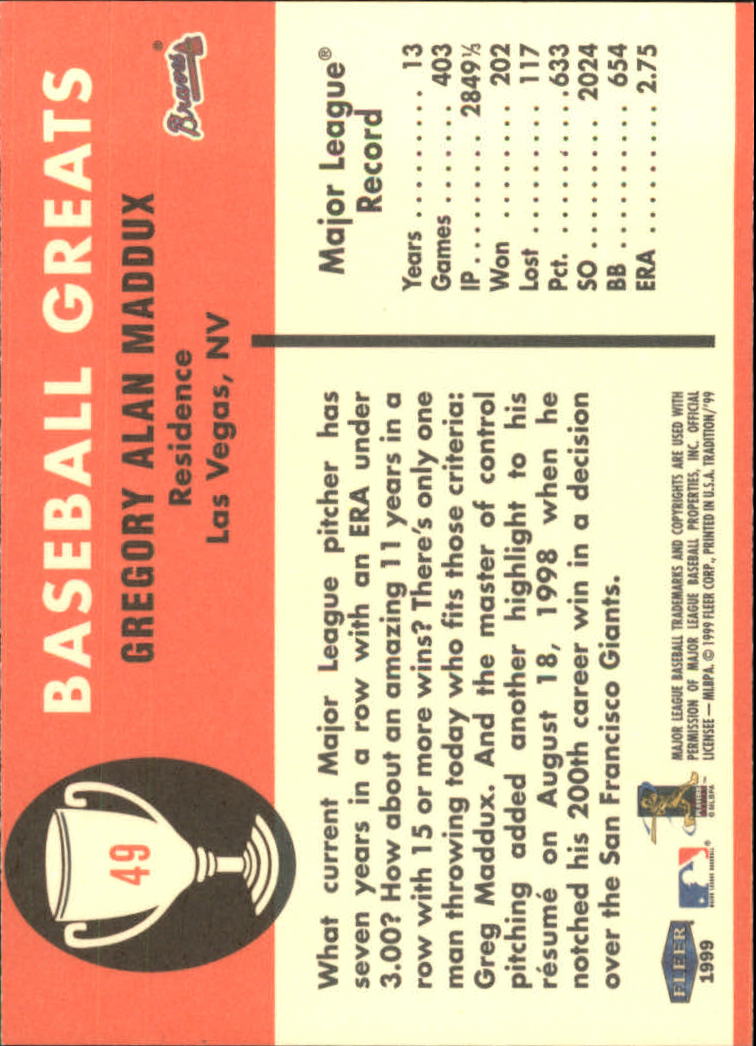 BASEBALL GREATS
49
GREGORY ALAN MADDUX
Residence
Las Vegas, NV
Braves®
What current Major League pitcher has
seven years in a row with an ERA under
3.00? How about an amazing 11 years in a
row with 15 or more wins? There's only one
man throwing today who fits those criteria:
Greg Maddux. And the master of control
pitching added another highlight to his
résumé on August 18, 1998 when he
notched his 200th career win in a decision
over the San Francisco Giants.
Major League®
Record
Years . . . . . . . . . . 13
Games . . . . . . . 403
IP . . . . . . . . . 2849⅓
Won . . . . . . . . 202
Lost . . . . . . . . . 117
Pct. . . . . . . . . .633
SO . . . . . . . . . 2024
BB . . . . . . . . . . 654
ERA . . . . . . . . 2.75
FLEER
1999
© MLBPA
MAJOR LEAGUE BASEBALL TRADEMARKS AND COPYRIGHTS ARE USED WITH
PERMISSION OF MAJOR LEAGUE BASEBALL PROPERTIES, INC. OFFICIAL
LICENSEE — MLBPA. © 1999 FLEER CORP., PRINTED IN U.S.A. TRADITION/'99